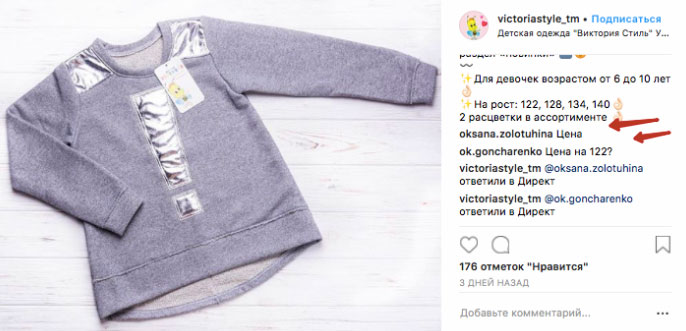 victoriastyle_tm • Подписаться
Детская одежда "Виктория Стиль" У...
раздел «Новинки»
✨Для девочек возрастом от 6 до 10 лет
👌🏻
✨На рост: 122, 128, 134, 140👌🏻
2 расцветки в ассортименте
oksana.zolotuhina Цена
ok.goncharenko Цена на 122?
victoriastyle_tm @oksana.zolotuhina
ответили в Директ
victoriastyle_tm @ok.goncharenko
ответили в Директ
176 отметок "Нравится"
3 ДНЕЙ НАЗАД
Добавьте комментарий...